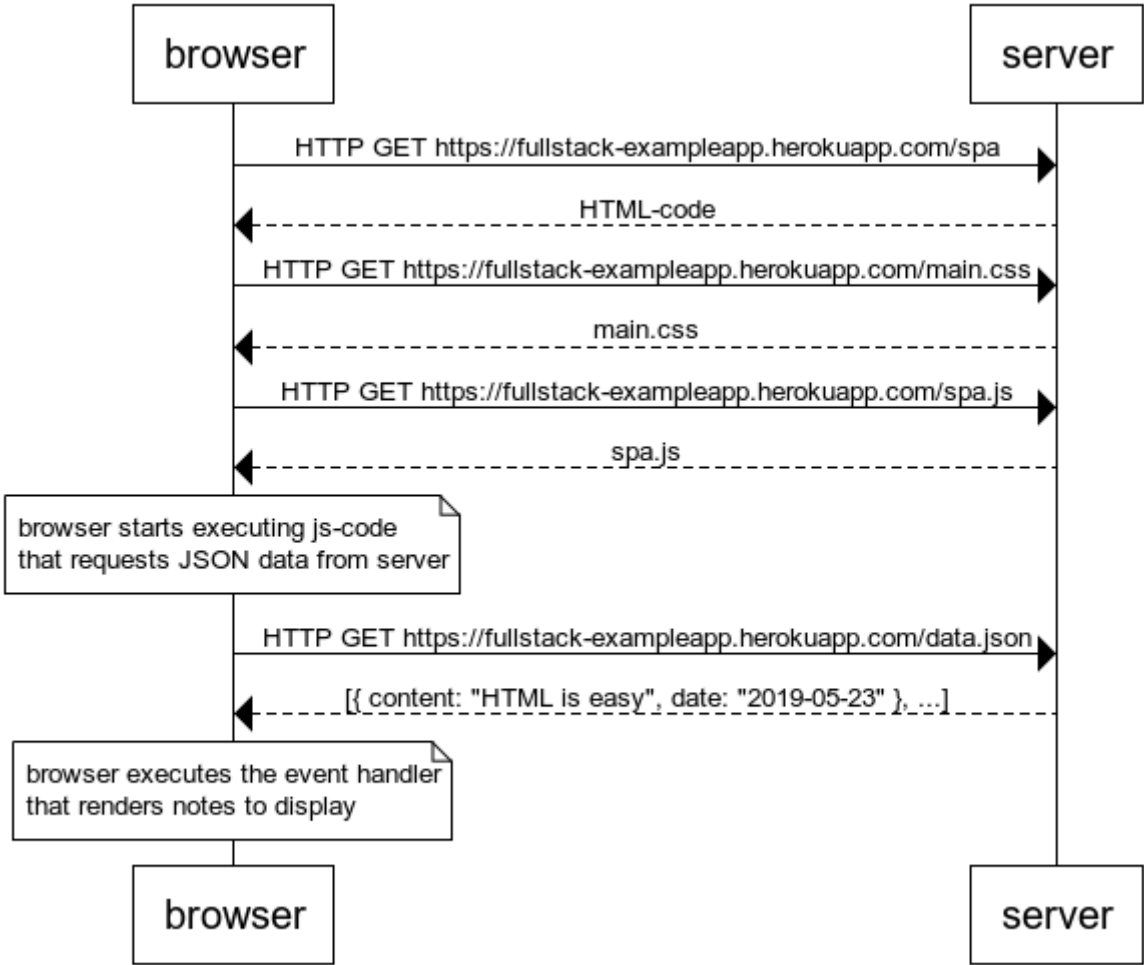 browser
server
HTTP GET https://fullstack-exampleapp.herokuapp.com/spa
HTML-code
HTTP GET https://fullstack-exampleapp.herokuapp.com/main.css
main.css
HTTP GET https://fullstack-exampleapp.herokuapp.com/spa.js
spa.js
browser starts executing js-code
that requests JSON data from server
HTTP GET https://fullstack-exampleapp.herokuapp.com/data.json
[{ content: "HTML is easy", date: "2019-05-23" }, ...]
browser executes the event handler
that renders notes to display
browser
server